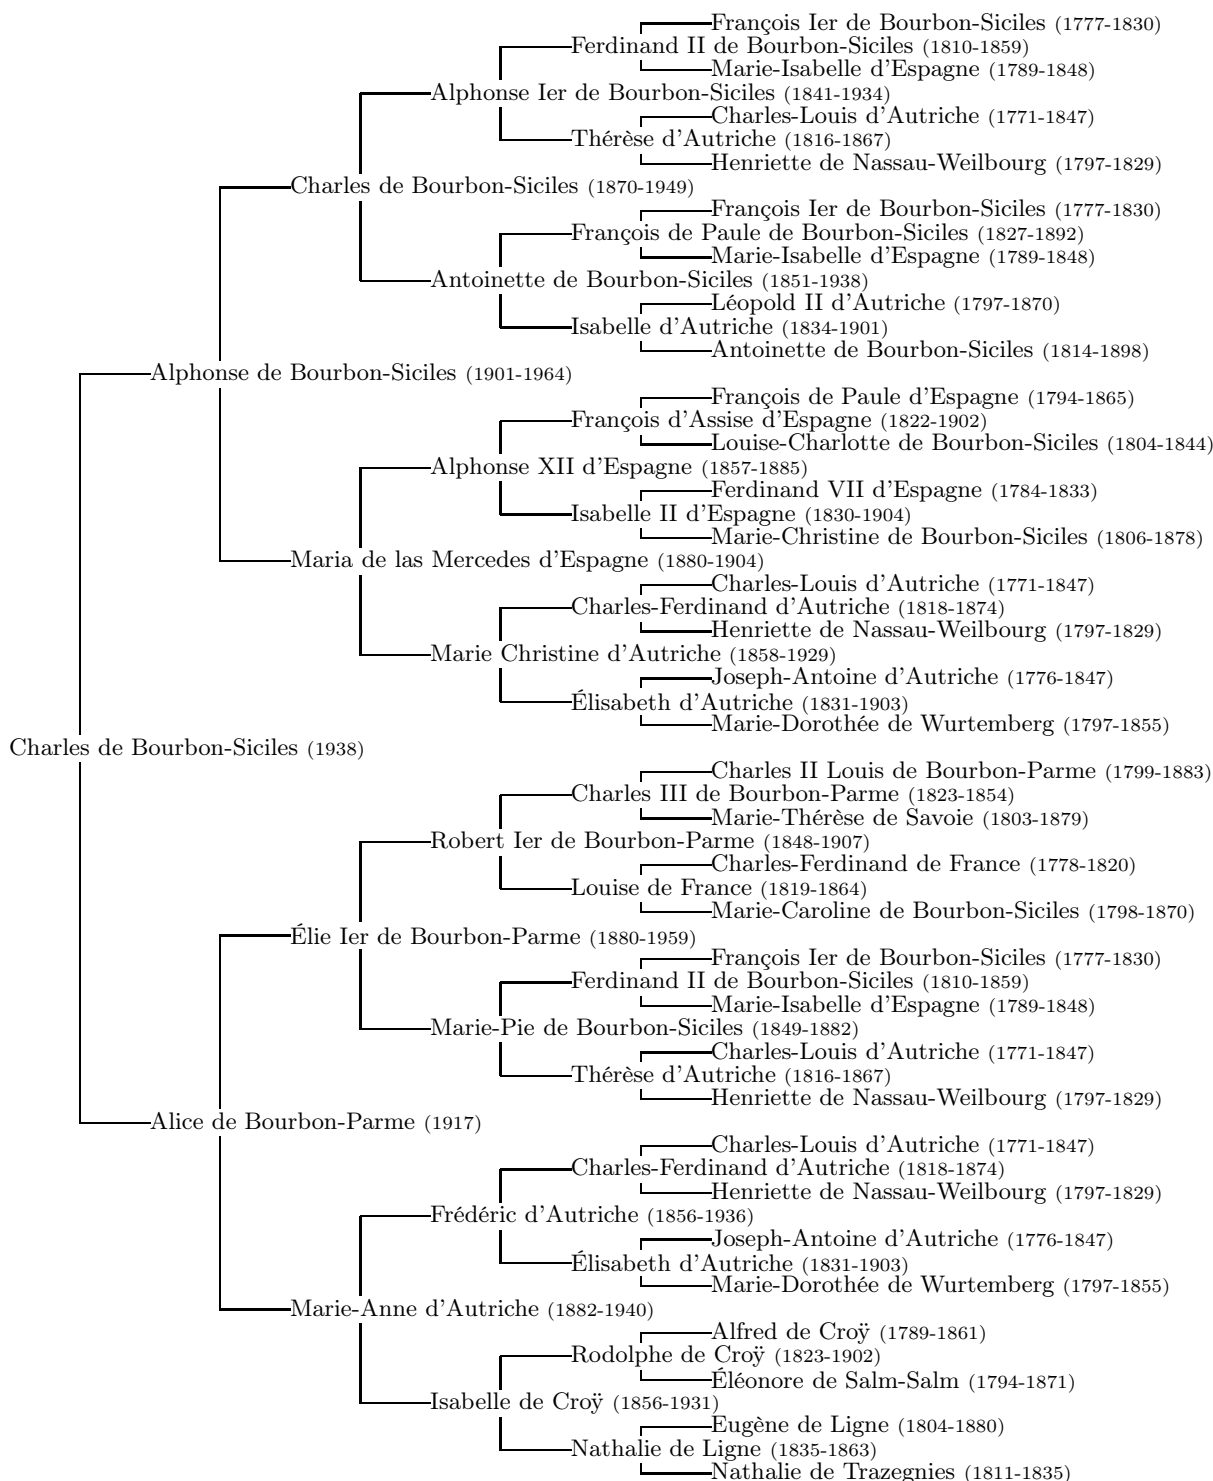 François Ier de Bourbon-Siciles (1777-1830)
Ferdinand II de Bourbon-Siciles (1810-1859)
Marie-Isabelle d'Espagne (1789-1848)
Alphonse Ier de Bourbon-Siciles (1841-1934)
Charles-Louis d'Autriche (1771-1847)
Thérèse d'Autriche (1816-1867)
Henriette de Nassau-Weilbourg (1797-1829)
Charles de Bourbon-Siciles (1870-1949)
François Ier de Bourbon-Siciles (1777-1830)
François de Paule de Bourbon-Siciles (1827-1892)
Marie-Isabelle d'Espagne (1789-1848)
Antoinette de Bourbon-Siciles (1851-1938)
Léopold II d'Autriche (1797-1870)
Isabelle d'Autriche (1834-1901)
Antoinette de Bourbon-Siciles (1814-1898)
Alphonse de Bourbon-Siciles (1901-1964)
François de Paule d'Espagne (1794-1865)
François d'Assise d'Espagne (1822-1902)
Louise-Charlotte de Bourbon-Siciles (1804-1844)
Alphonse XII d'Espagne (1857-1885)
Ferdinand VII d'Espagne (1784-1833)
Isabelle II d'Espagne (1830-1904)
Marie-Christine de Bourbon-Siciles (1806-1878)
Maria de las Mercedes d'Espagne (1880-1904)
Charles-Louis d'Autriche (1771-1847)
Charles-Ferdinand d'Autriche (1818-1874)
Henriette de Nassau-Weilbourg (1797-1829)
Marie Christine d'Autriche (1858-1929)
Joseph-Antoine d'Autriche (1776-1847)
Élisabeth d'Autriche (1831-1903)
Marie-Dorothée de Wurtemberg (1797-1855)
Charles de Bourbon-Siciles (1938)
Charles II Louis de Bourbon-Parme (1799-1883)
Charles III de Bourbon-Parme (1823-1854)
Marie-Thérèse de Savoie (1803-1879)
Robert Ier de Bourbon-Parme (1848-1907)
Charles-Ferdinand de France (1778-1820)
Louise de France (1819-1864)
Marie-Caroline de Bourbon-Siciles (1798-1870)
Élie Ier de Bourbon-Parme (1880-1959)
François Ier de Bourbon-Siciles (1777-1830)
Ferdinand II de Bourbon-Siciles (1810-1859)
Marie-Isabelle d'Espagne (1789-1848)
Marie-Pie de Bourbon-Siciles (1849-1882)
Charles-Louis d'Autriche (1771-1847)
Thérèse d'Autriche (1816-1867)
Henriette de Nassau-Weilbourg (1797-1829)
Alice de Bourbon-Parme (1917)
Charles-Louis d'Autriche (1771-1847)
Charles-Ferdinand d'Autriche (1818-1874)
Henriette de Nassau-Weilbourg (1797-1829)
Frédéric d'Autriche (1856-1936)
Joseph-Antoine d'Autriche (1776-1847)
Élisabeth d'Autriche (1831-1903)
Marie-Dorothée de Wurtemberg (1797-1855)
Marie-Anne d'Autriche (1882-1940)
Alfred de Croÿ (1789-1861)
Rodolphe de Croÿ (1823-1902)
Éléonore de Salm-Salm (1794-1871)
Isabelle de Croÿ (1856-1931)
Eugène de Ligne (1804-1880)
Nathalie de Ligne (1835-1863)
Nathalie de Trazegnies (1811-1835)